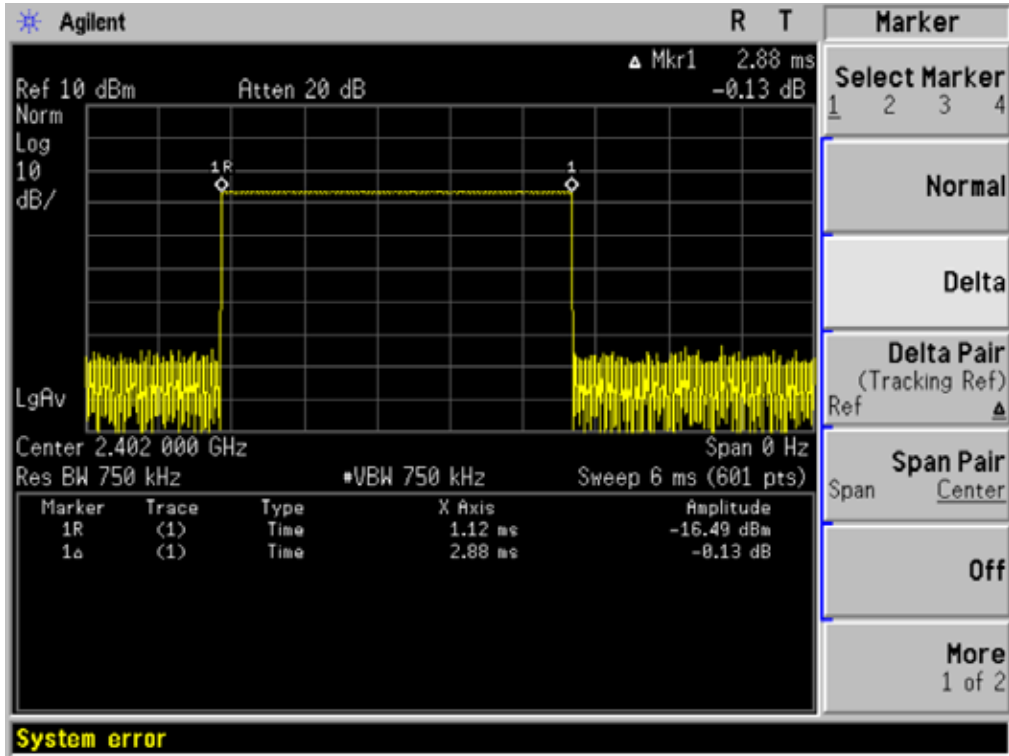 Agilent R T Marker
▵ Mkr1 2.88 ms
Ref 10 dBm Atten 20 dB -0.13 dB
Norm
Log
10
dB/
1R 1
LgAv
Center 2.402 000 GHz Span 0 Hz
Res BW 750 kHz #VBW 750 kHz Sweep 6 ms (601 pts)
Marker Trace Type X Axis Amplitude
1R (1) Time 1.12 ms -16.49 dBm
1▵ (1) Time 2.88 ms -0.13 dB
System error
Select Marker
1 2 3 4
Normal
Delta
Delta Pair
(Tracking Ref)
Ref ▵
Span Pair
Span Center
Off
More
1 of 2